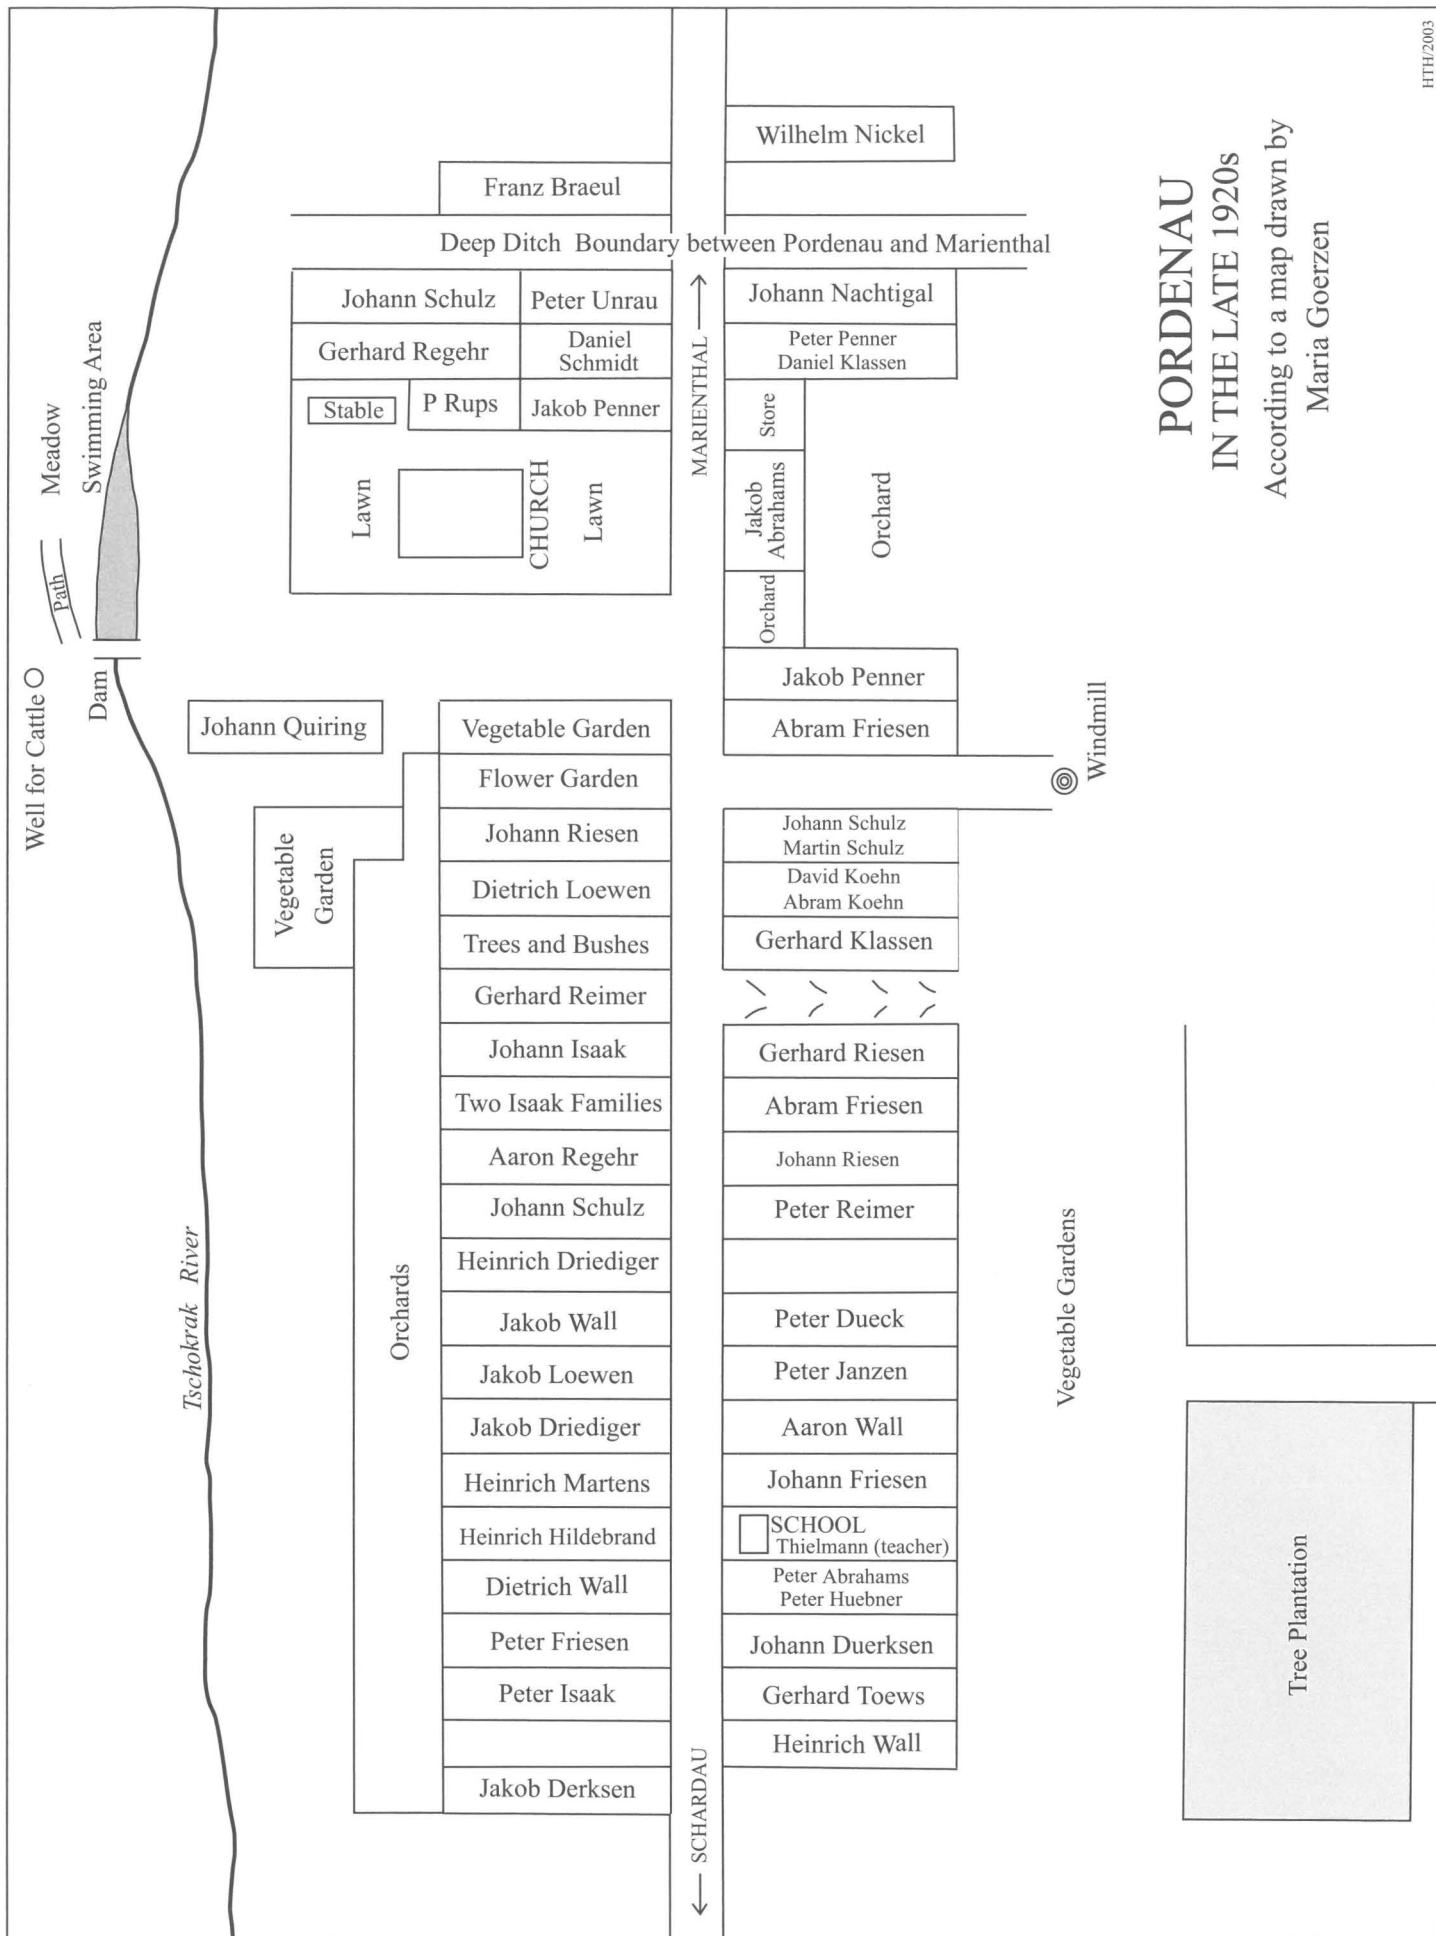 HTH/2003
PORDENAU
IN THE LATE 1920s
According to a map drawn by
Maria Goerzen
Wilhelm Nickel
Franz Braeul
Deep Ditch Boundary between Pordenau and Marienthal
Johann Schulz
Peter Unrau
Gerhard Regehr
Daniel
Schmidt
Stable
P Rups
Jakob Penner
Lawn
CHURCH
Lawn
MARIENTHAL
Johann Nachtigal
Peter Penner
Daniel Klassen
Store
Jakob
Abrahams
Orchard
Orchard
Jakob Penner
Abram Friesen
Windmill
Meadow
Swimming Area
Path
Well for Cattle
Dam
Johann Quiring
Vegetable
Garden
Orchards
Tschokrak River
Vegetable Garden
Flower Garden
Johann Riesen
Dietrich Loewen
Trees and Bushes
Gerhard Reimer
Johann Isaak
Two Isaak Families
Aaron Regehr
Johann Schulz
Heinrich Driediger
Jakob Wall
Jakob Loewen
Jakob Driediger
Heinrich Martens
Heinrich Hildebrand
Dietrich Wall
Peter Friesen
Peter Isaak
Jakob Derksen
SCHARDAU
Johann Schulz
Martin Schulz
David Koehn
Abram Koehn
Gerhard Klassen
Gerhard Riesen
Abram Friesen
Johann Riesen
Peter Reimer
Peter Dueck
Peter Janzen
Aaron Wall
Johann Friesen
SCHOOL
Thielmann (teacher)
Peter Abrahams
Peter Huebner
Johann Duerksen
Gerhard Toews
Heinrich Wall
Vegetable Gardens
Tree Plantation